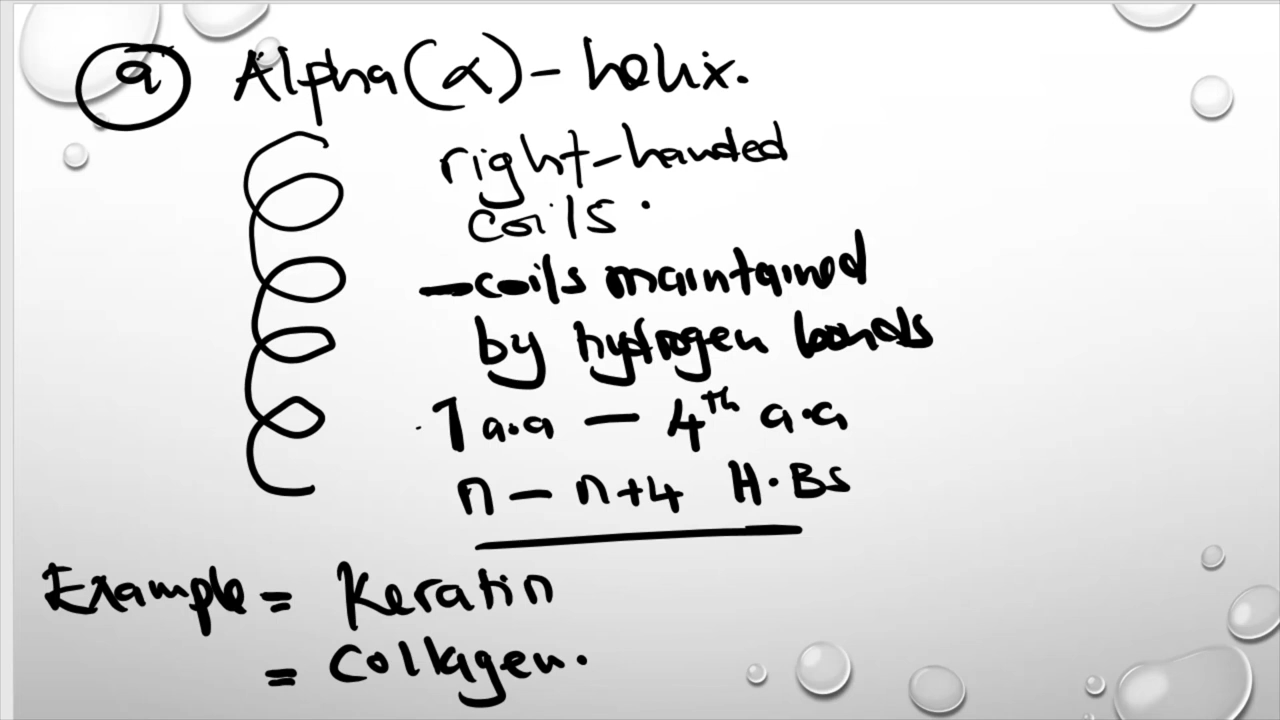 a Alpha(α)-helix.
right-handed
coils.
- coils maintained
by hydrogen bonds
1 a.a — 4th a.a
n — n+4 H.Bs
Example = Keratin
= Collagen.